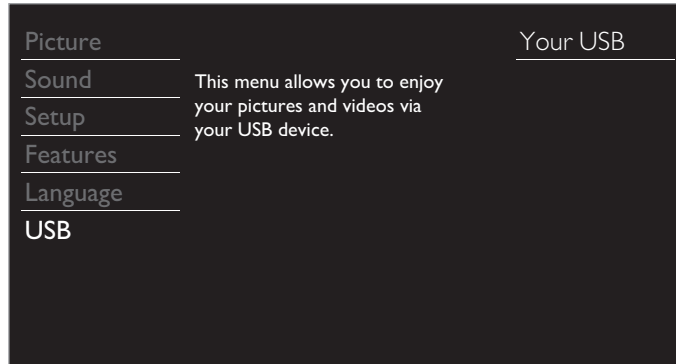 Picture
Sound
Setup
Features
Language
USB
This menu allows you to enjoy
your pictures and videos via
your USB device.
Your USB